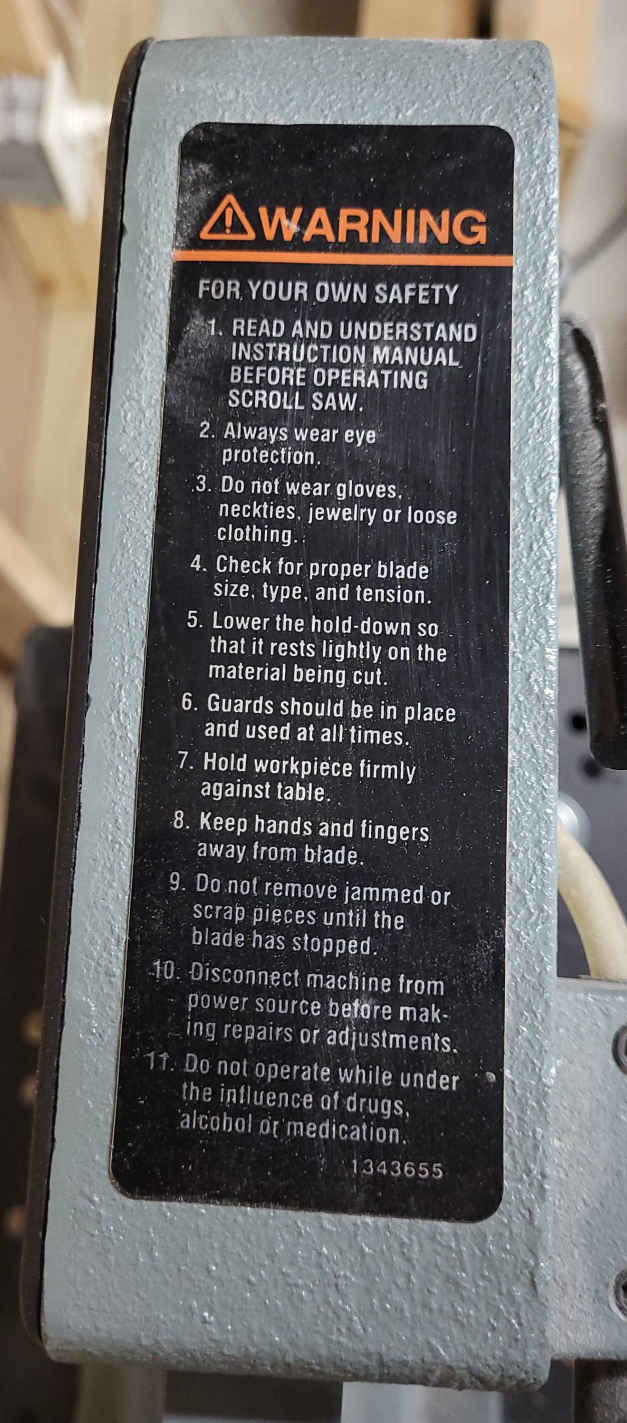 WARNING
FOR YOUR OWN SAFETY
1. READ AND UNDERSTAND
INSTRUCTION MANUAL
BEFORE OPERATING
SCROLL SAW.
2. Always wear eye
protection.
3. Do not wear gloves,
neckties, jewelry or loose
clothing.
4. Check for proper blade
size, type, and tension.
5. Lower the hold-down so
that it rests lightly on the
material being cut.
6. Guards should be in place
and used at all times.
7. Hold workpiece firmly
against table.
8. Keep hands and fingers
away from blade.
9. Do not remove jammed or
scrap pieces until the
blade has stopped.
10. Disconnect machine from
power source before mak-
ing repairs or adjustments.
11. Do not operate while under
the influence of drugs,
alcohol or medication.
1343655